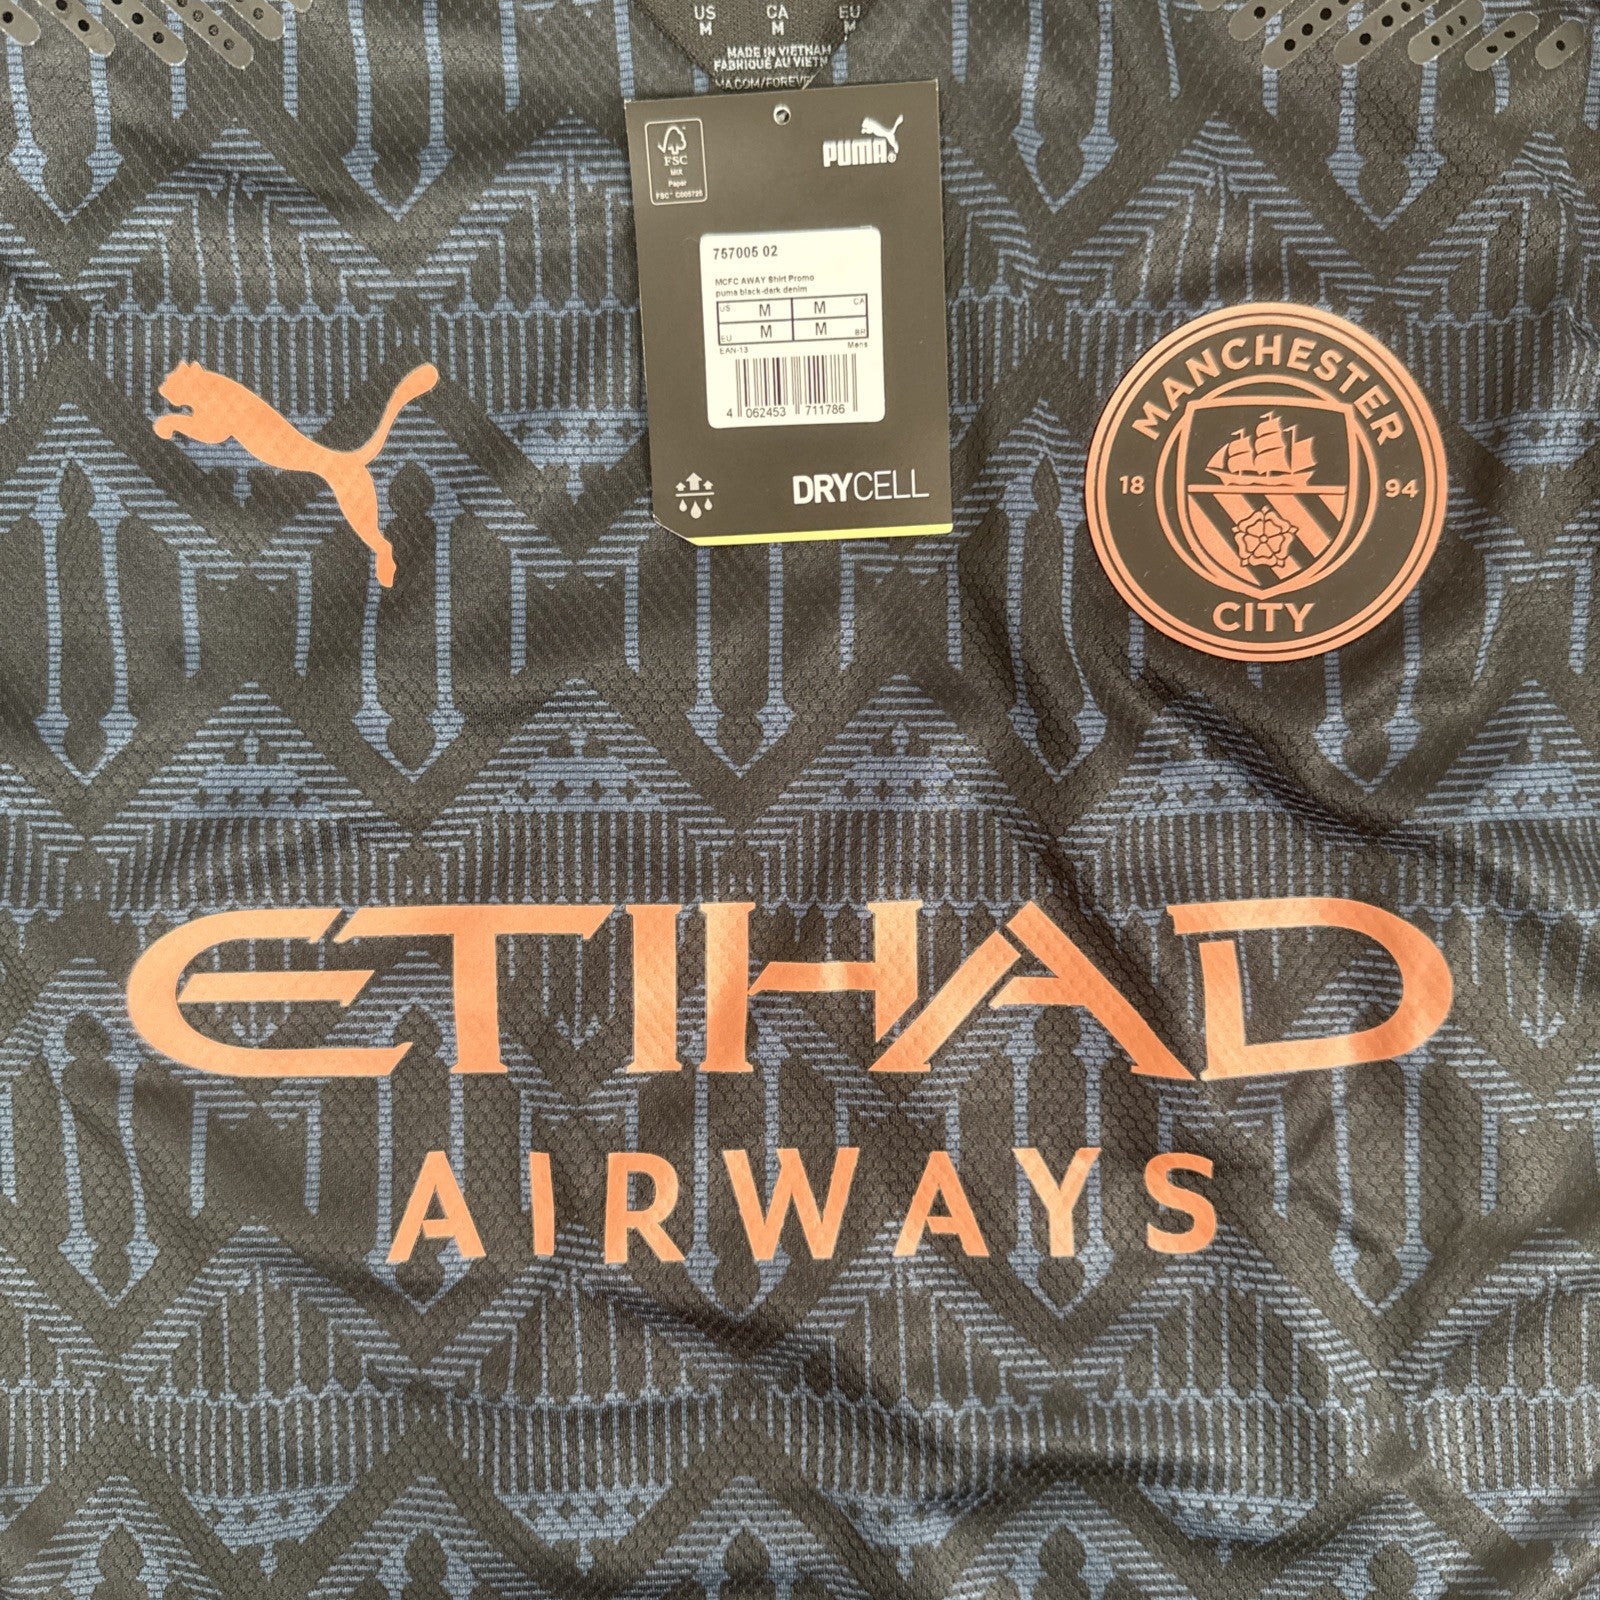 US CA EU
M M M
MADE IN VIETNAM
FABRIQUÉ AU VIETN
MA.COM/FOREVE
FSC
MIX
Paper
FSC™ C005725
PUMA®
757005 02
MCFC AWAY Shirt Promo
puma black-dark denim
US M M CA
EU M M BR
EAN-13 Mens
4 062453 711786
DRYCELL
MANCHESTER
18 94
CITY
ETIHAD
AIRWAYS